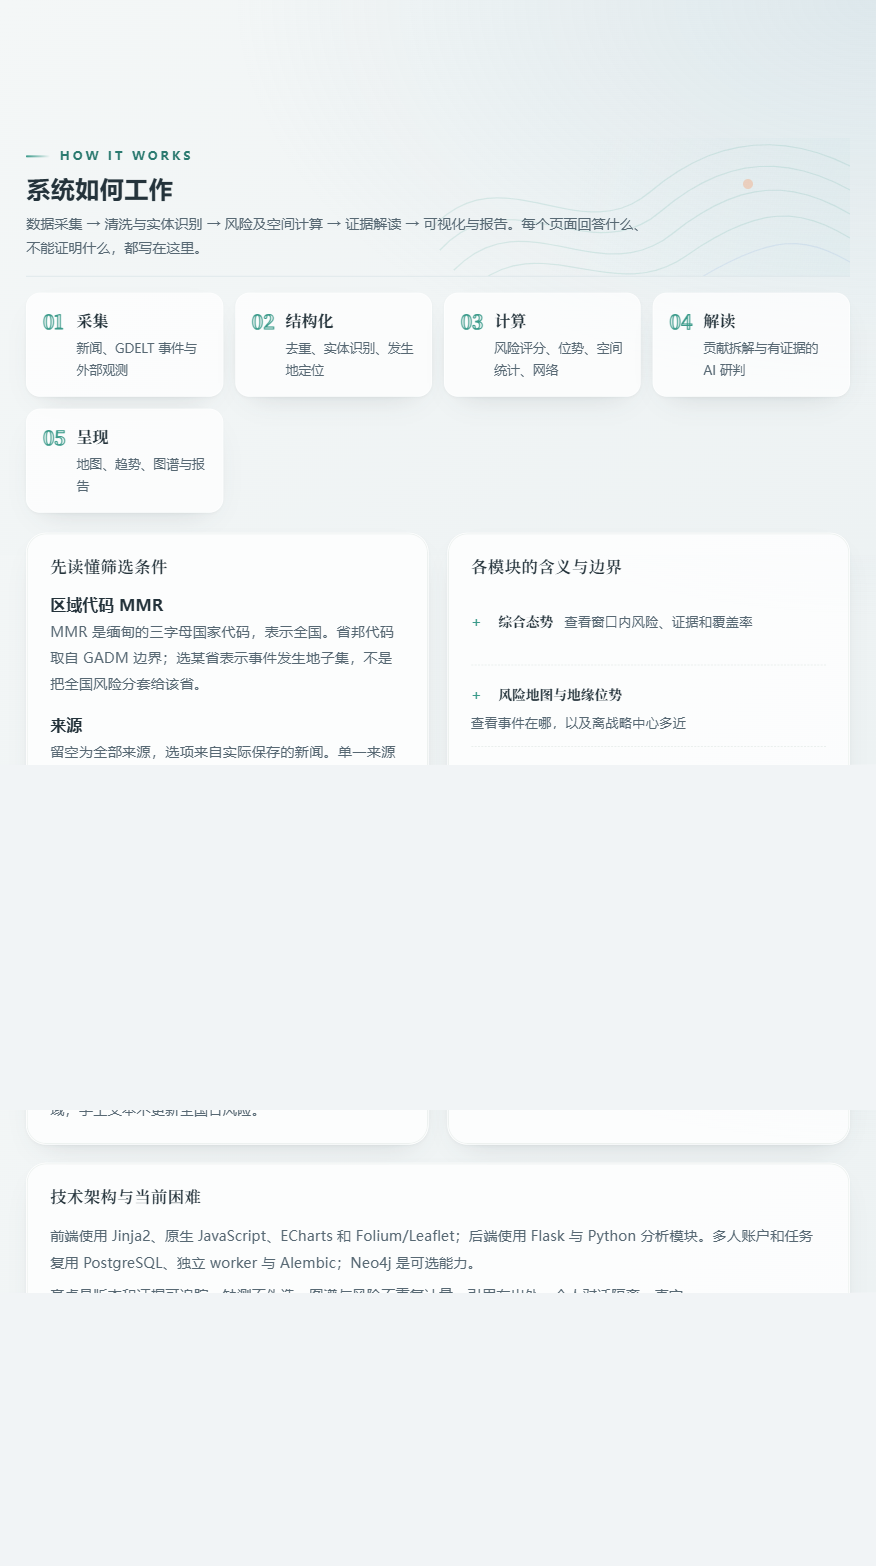 HOW IT WORKS
系统如何工作
数据采集 → 清洗与实体识别 → 风险及空间计算 → 证据解读 → 可视化与报告。每个页面回答什么、
不能证明什么，都写在这里。
01 采集
新闻、GDELT 事件与
外部观测
02 结构化
去重、实体识别、发生
地定位
03 计算
风险评分、位势、空间
统计、网络
04 解读
贡献拆解与有证据的
AI 研判
05 呈现
地图、趋势、图谱与报
告
先读懂筛选条件
区域代码 MMR
MMR 是缅甸的三字母国家代码，表示全国。省邦代码
取自 GADM 边界；选某省表示事件发生地子集，不是
把全国风险分套给该省。
来源
留空为全部来源，选项来自实际保存的新闻。单一来源
各模块的含义与边界
+ 综合态势 查看窗口内风险、证据和覆盖率
+ 风险地图与地缘位势
查看事件在哪，以及离战略中心多近
技术架构与当前困难
前端使用 Jinja2、原生 JavaScript、ECharts 和 Folium/Leaflet；后端使用 Flask 与 Python 分析模块。多人账户和任务
复用 PostgreSQL、独立 worker 与 Alembic；Neo4j 是可选能力。